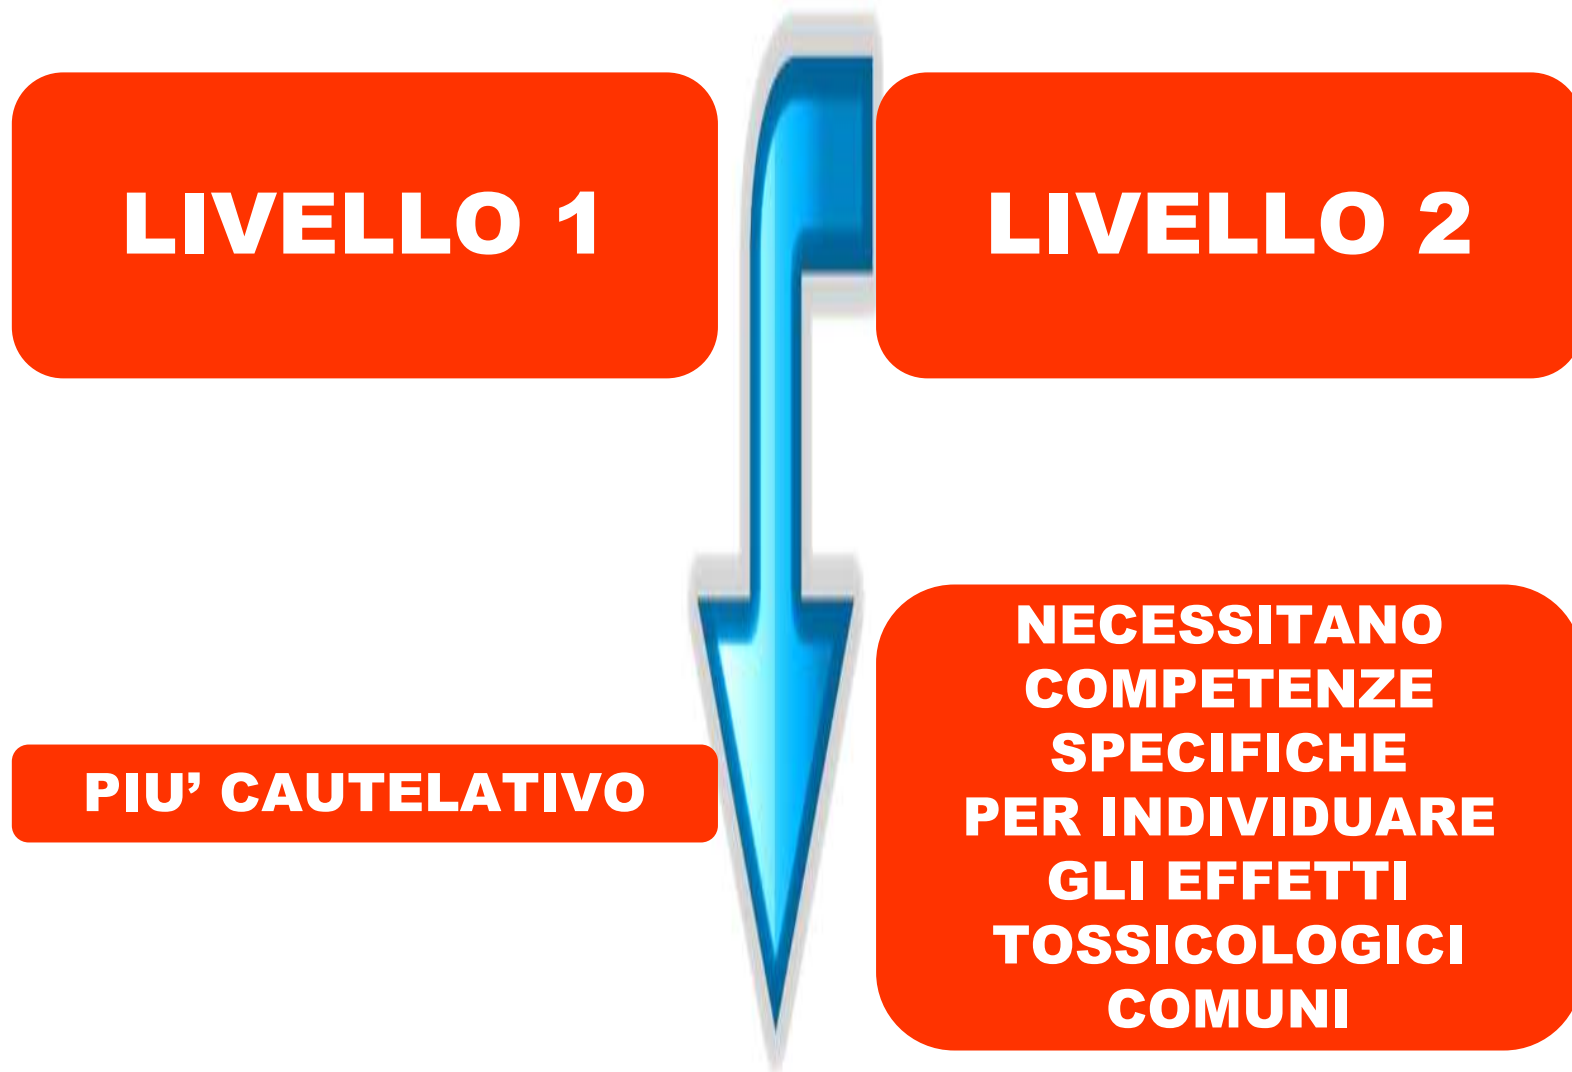 LIVELLO 1
LIVELLO 2
PIU’ CAUTELATIVO
NECESSITANO
COMPETENZE
SPECIFICHE
PER INDIVIDUARE
GLI EFFETTI
TOSSICOLOGICI
COMUNI